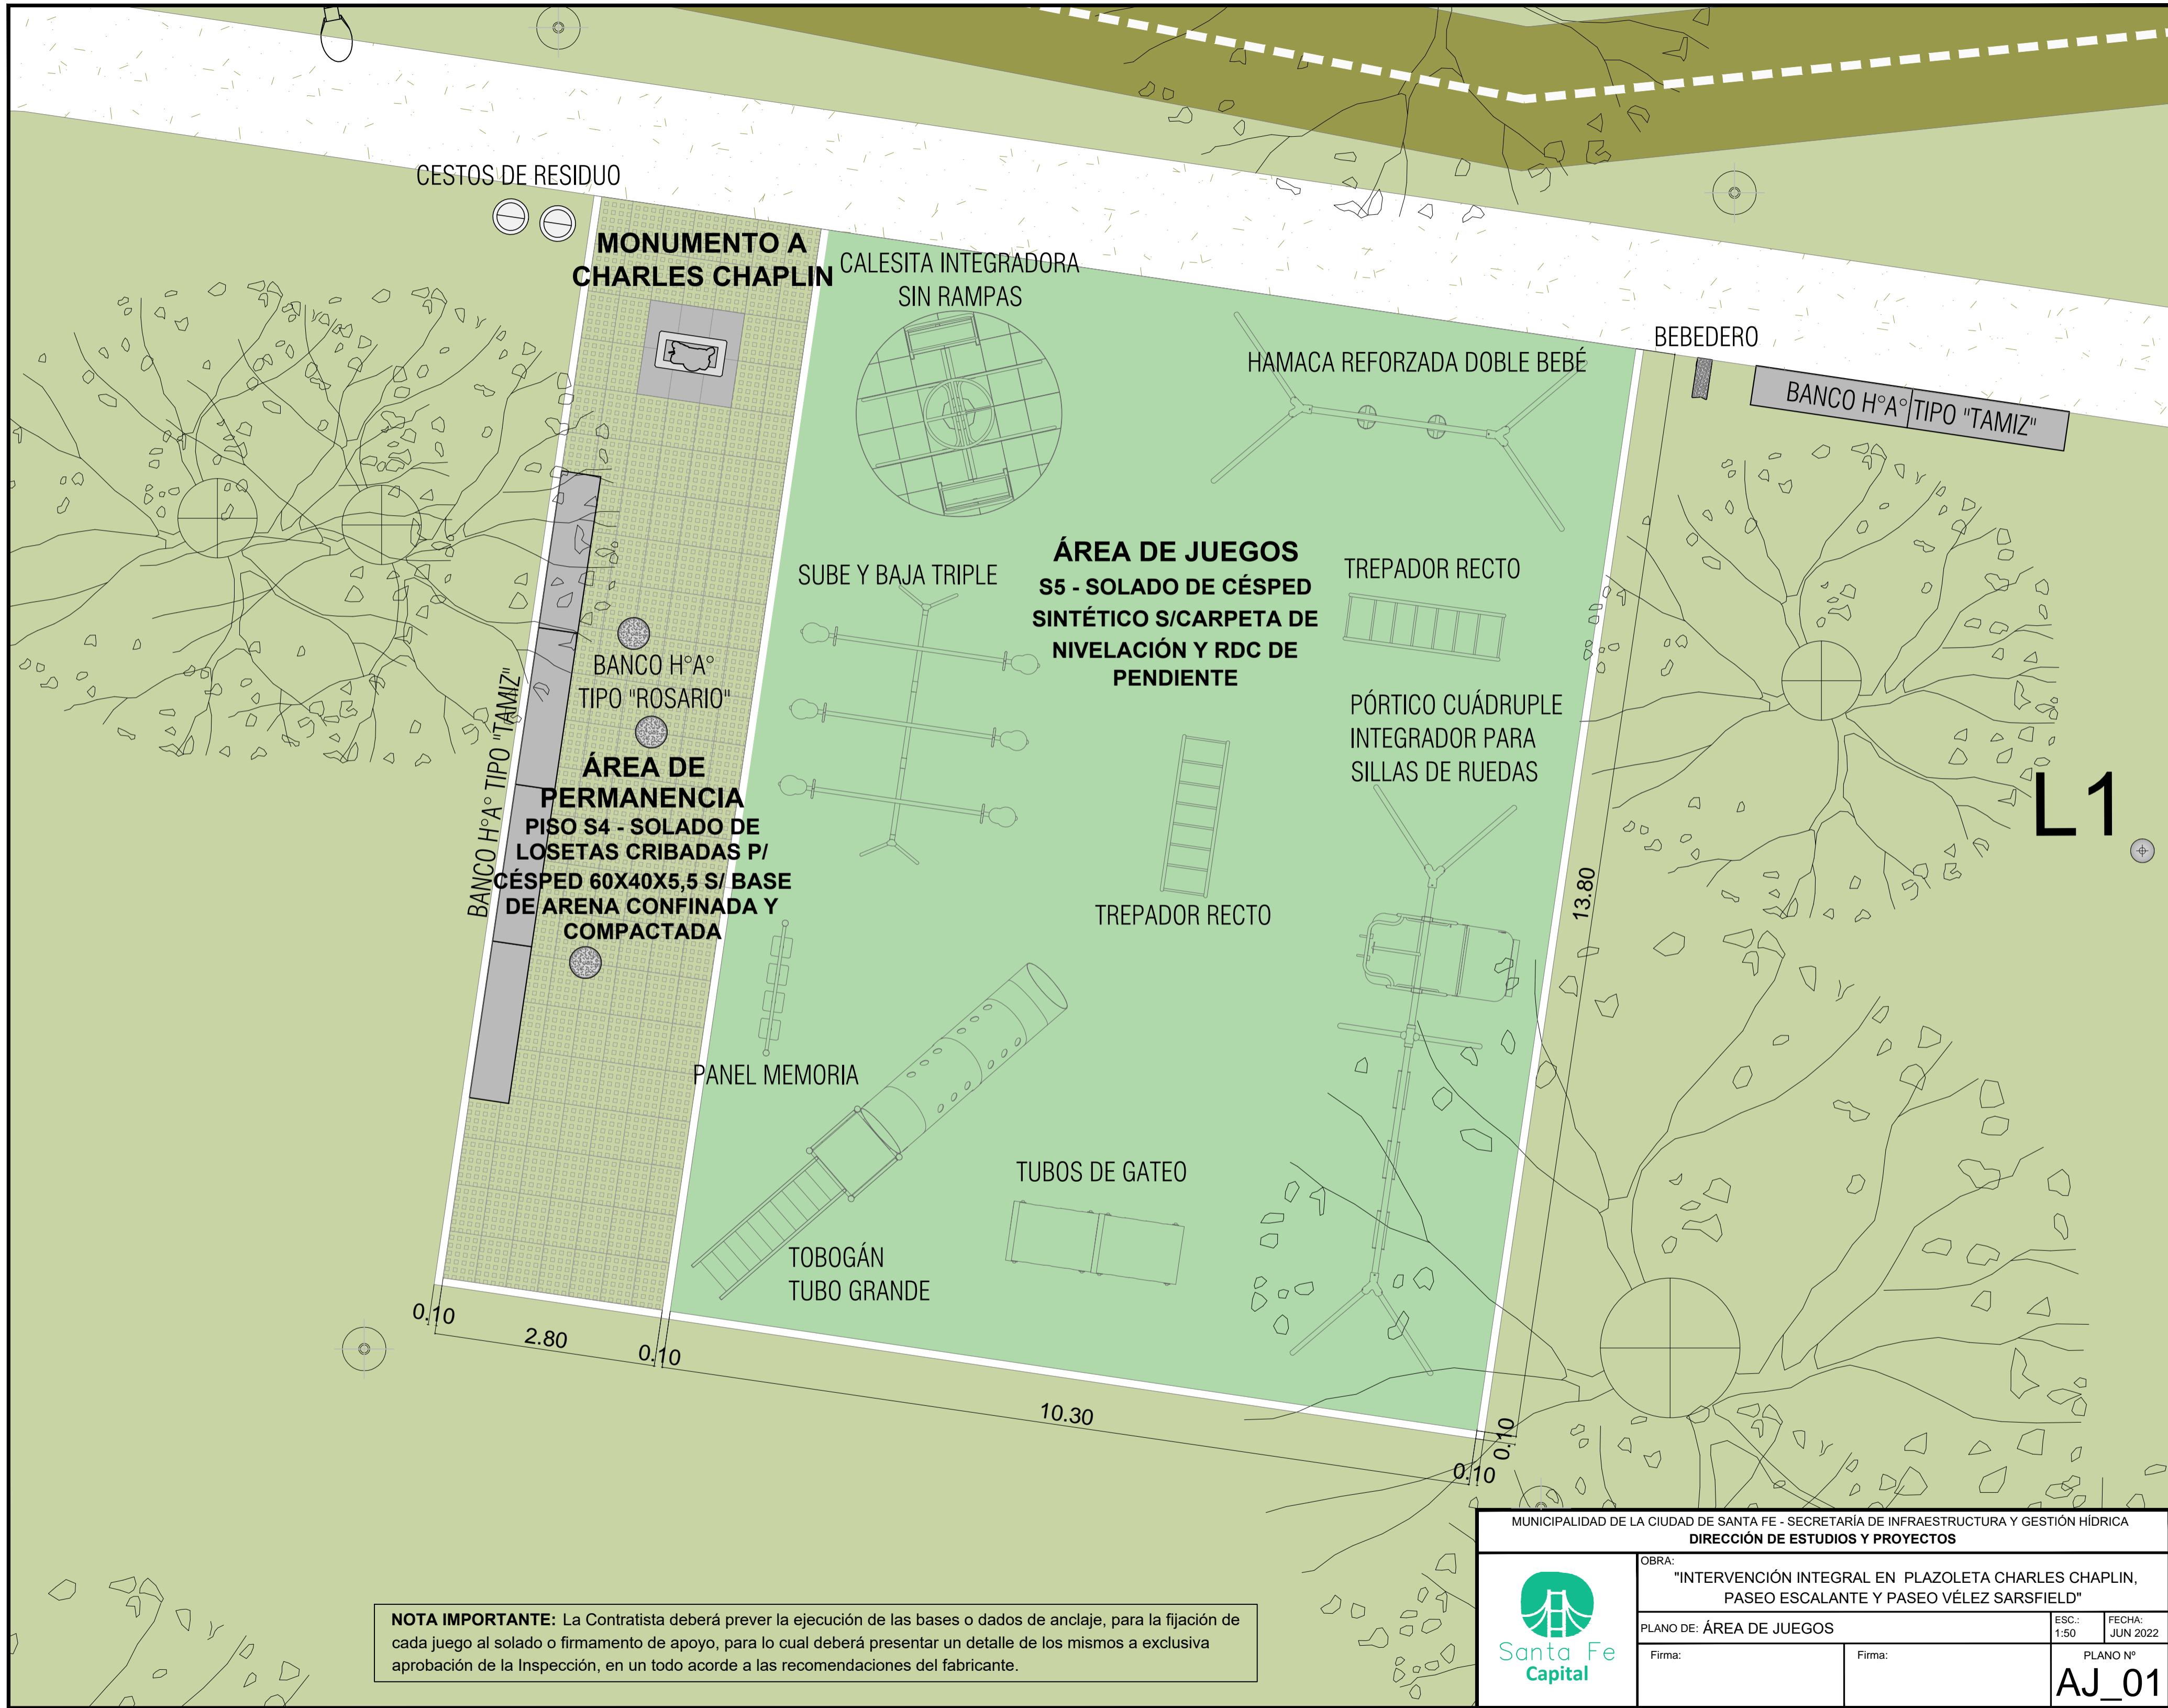 CESTOS DE RESIDUO
MONUMENTO A
CHARLES CHAPLIN
CALESITA INTEGRADORA
SIN RAMPAS
HAMACA REFORZADA DOBLE BEBÉ
BEBEDERO
BANCO H°A° TIPO "TAMIZ"
SUBE Y BAJA TRIPLE
ÁREA DE JUEGOS
S5 - SOLADO DE CÉSPED
SINTÉTICO S/CARPETA DE
NIVELACIÓN Y RDC DE
PENDIENTE
TREPADOR RECTO
BANCO H°A°
TIPO "ROSARIO"
BANCO H°A° TIPO "TAMIZ"
PÓRTICO CUÁDRUPLE
INTEGRADOR PARA
SILLAS DE RUEDAS
L1
ÁREA DE
PERMANENCIA
PISO S4 - SOLADO DE
LOSETAS CRIBADAS P/
CÉSPED 60X40X5,5 S/ BASE
DE ARENA CONFINADA Y
COMPACTADA
TREPADOR RECTO
13.80
PANEL MEMORIA
TUBOS DE GATEO
TOBOGÁN
TUBO GRANDE
0.10
2.80
0.10
10.30
0.10
0.10
NOTA IMPORTANTE: La Contratista deberá prever la ejecución de las bases o dados de anclaje, para la fijación de
cada juego al solado o firmamento de apoyo, para lo cual deberá presentar un detalle de los mismos a exclusiva
aprobación de la Inspección, en un todo acorde a las recomendaciones del fabricante.
MUNICIPALIDAD DE LA CIUDAD DE SANTA FE - SECRETARÍA DE INFRAESTRUCTURA Y GESTIÓN HÍDRICA
DIRECCIÓN DE ESTUDIOS Y PROYECTOS
Santa Fe
Capital
OBRA:
"INTERVENCIÓN INTEGRAL EN PLAZOLETA CHARLES CHAPLIN,
PASEO ESCALANTE Y PASEO VÉLEZ SARSFIELD"
PLANO DE: ÁREA DE JUEGOS
ESC.:
1:50
FECHA:
JUN 2022
Firma:
Firma:
PLANO Nº
AJ_01